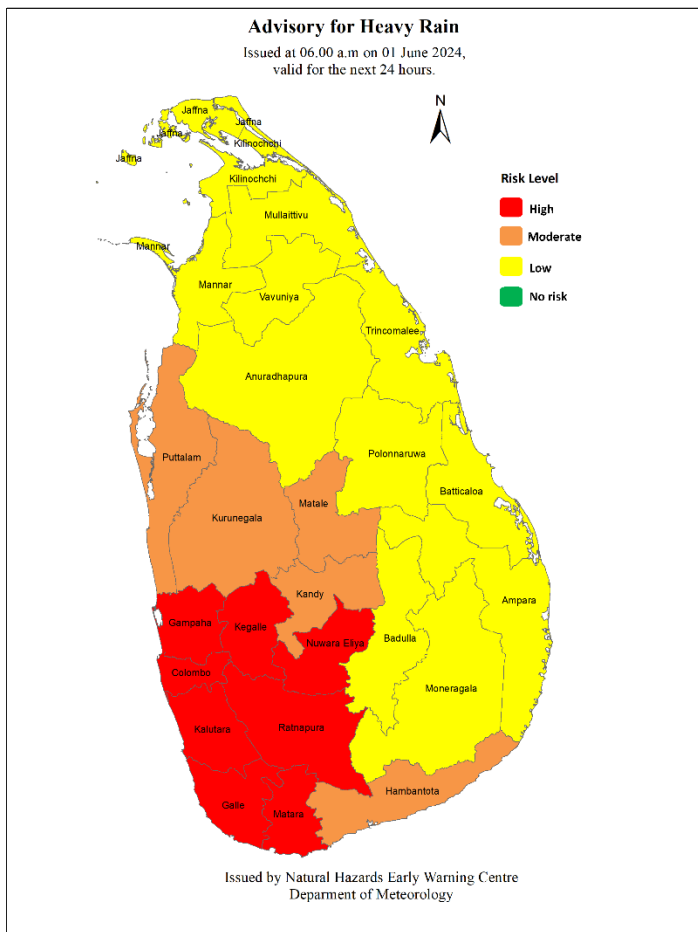 Advisory for Heavy Rain
Issued at 06.00 a.m on 01 June 2024,
valid for the next 24 hours.
N
Jaffna
Jaffna
Jaffna
Kilinochchi
Jaffna
Kilinochchi
Risk Level
High
Mullaittivu
Moderate
Mannar
Low
Mannar
Vavuniya
No risk
Trincomalee
Anuradhapura
Polonnaruwa
Puttalam
Batticaloa
Matale
Kurunegala
Kandy
Ampara
Gampaha
Kegalle
Badulla
Nuwara Eliya
Colombo
Moneragala
Kalutara
Ratnapura
Hambantota
Galle
Matara
Issued by Natural Hazards Early Warning Centre
Deparment of Meteorology